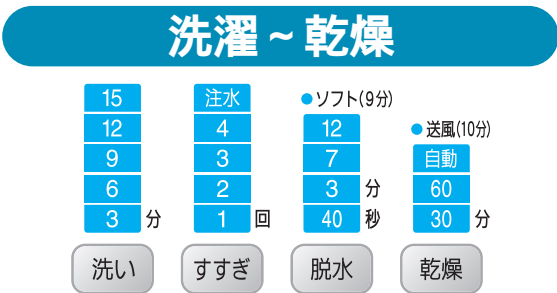 洗濯~乾燥
15 注水 ●ソフト(9分)
12 4 12 ●送風(10分)
9 3 7 自動
6 2 3 分 60
3 分 1 回 40 秒 30 分
洗い すすぎ 脱水 乾燥